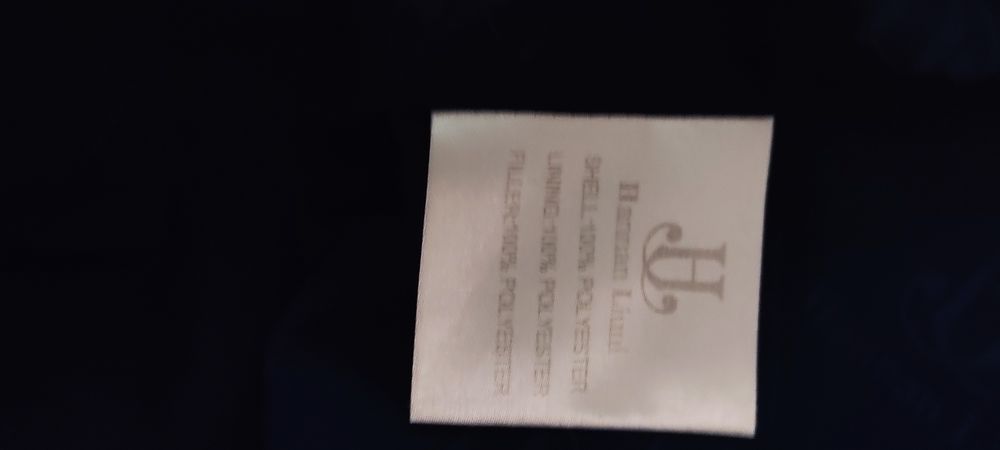 H
SHELL:100% POLYESTER
LINING:100% POLYESTER
FILLER:100% POLYESTER